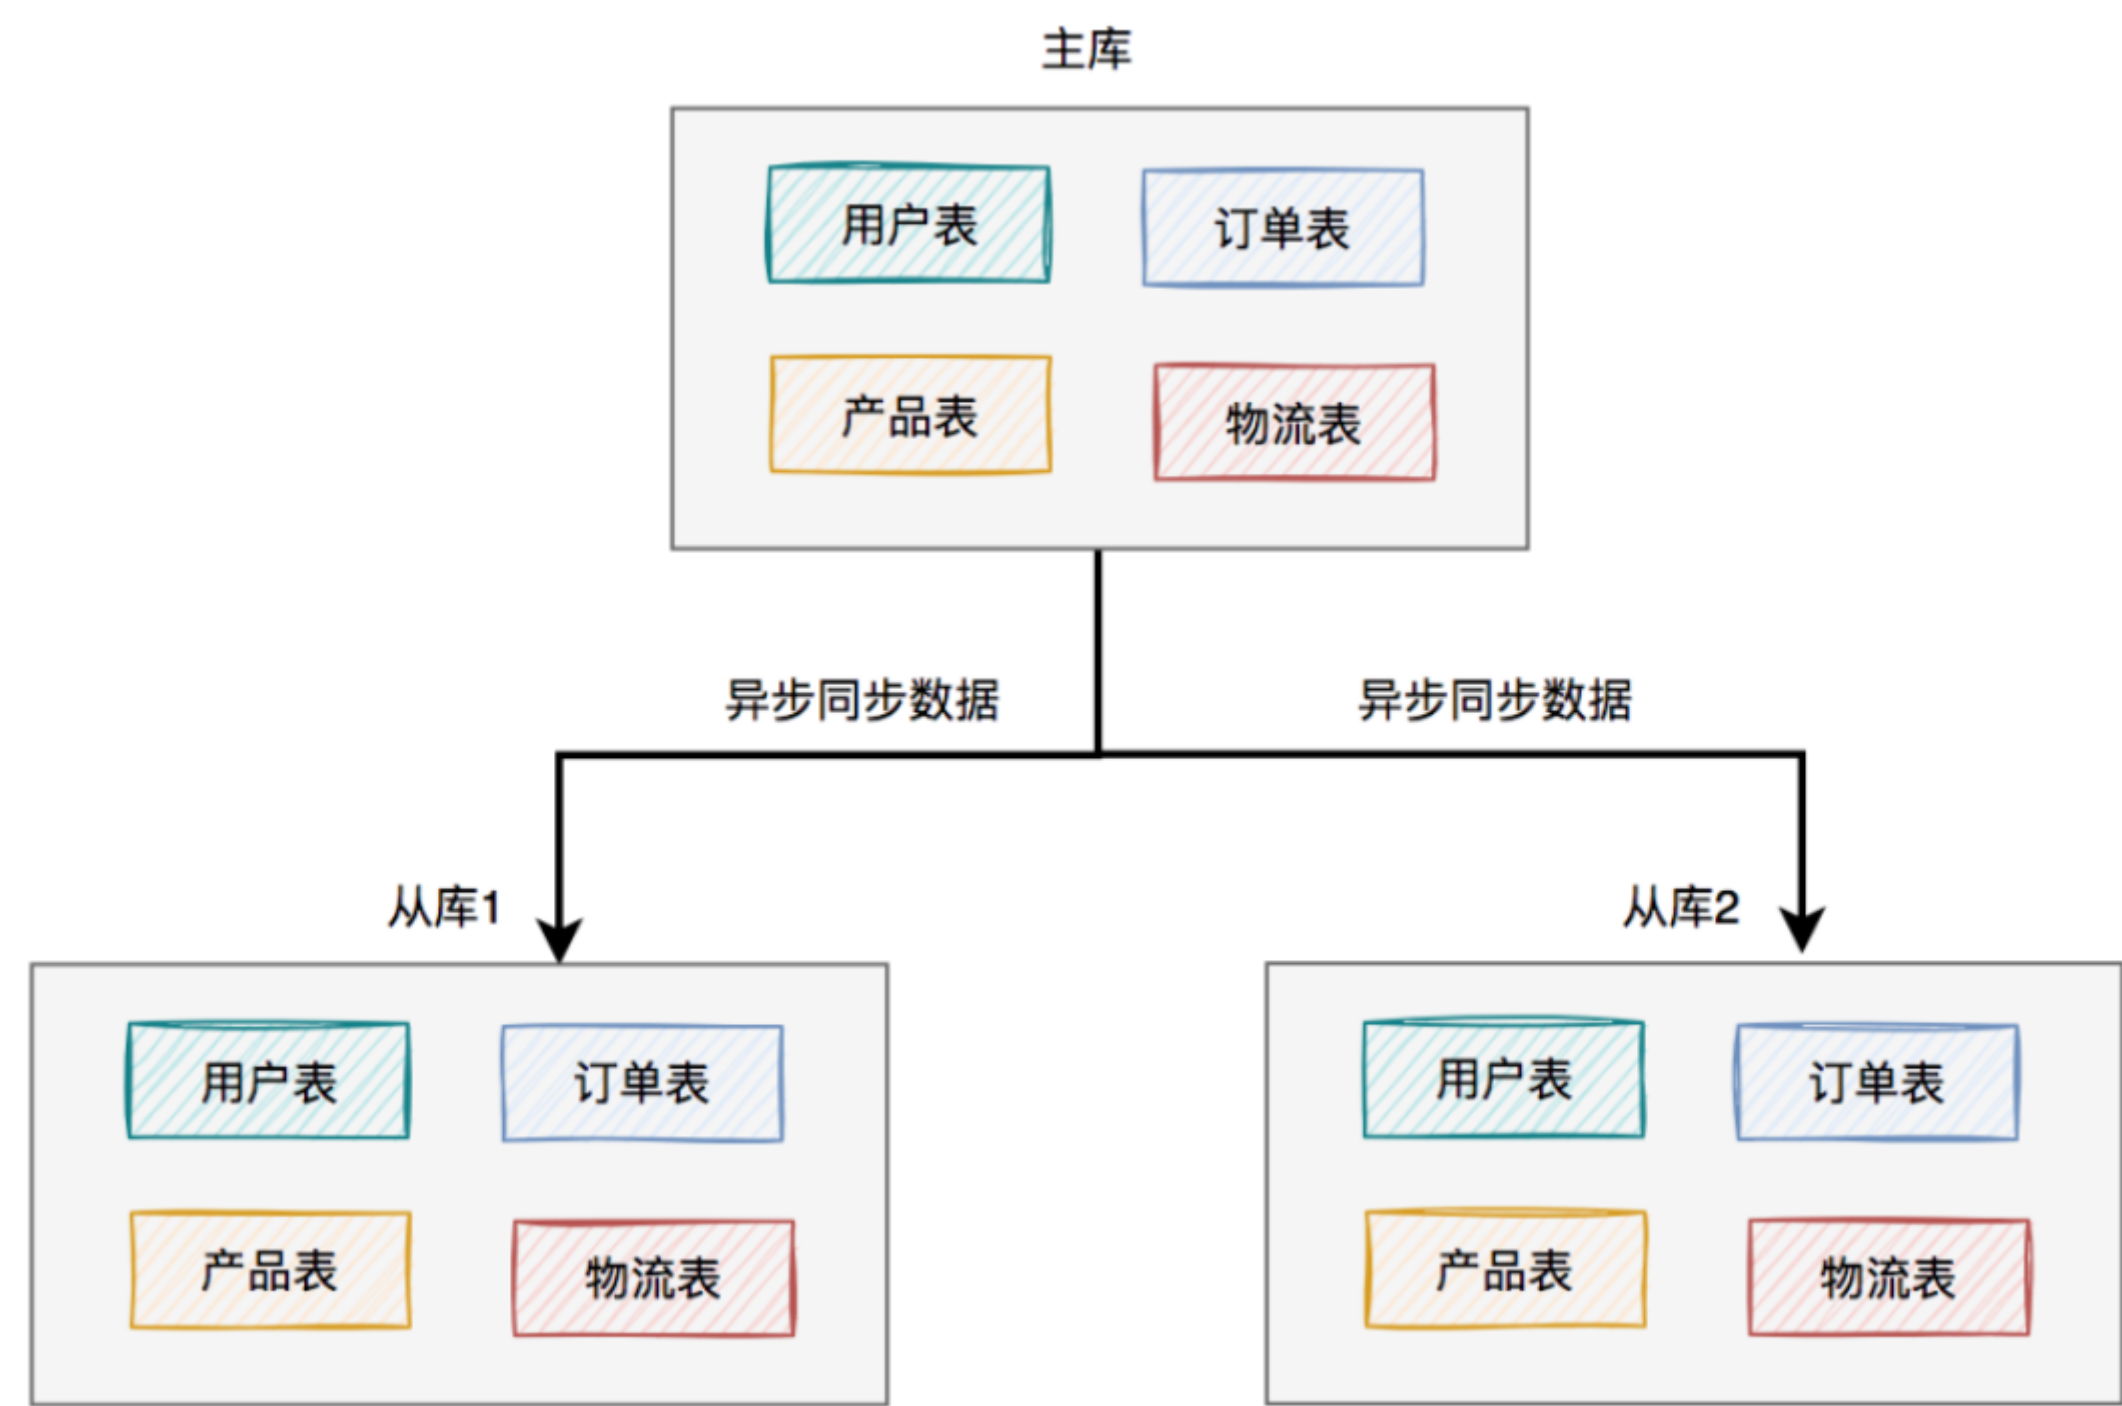 主库
用户表
订单表
产品表
物流表
异步同步数据
异步同步数据
从库1
从库2
用户表
订单表
产品表
物流表
用户表
订单表
产品表
物流表